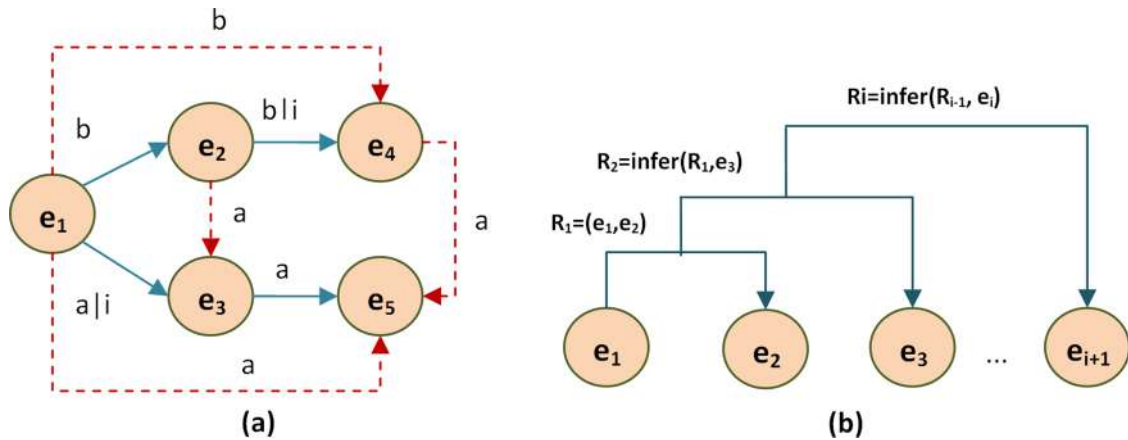 b
b
b|i
e₂
e₄
e₁
a
a
a|i
a
e₃
e₅
a
(a)
Ri=infer(Rᵢ₋₁, eᵢ)
R₂=infer(R₁,e₃)
R₁=(e₁,e₂)
e₁
e₂
e₃
...
eᵢ₊₁
(b)